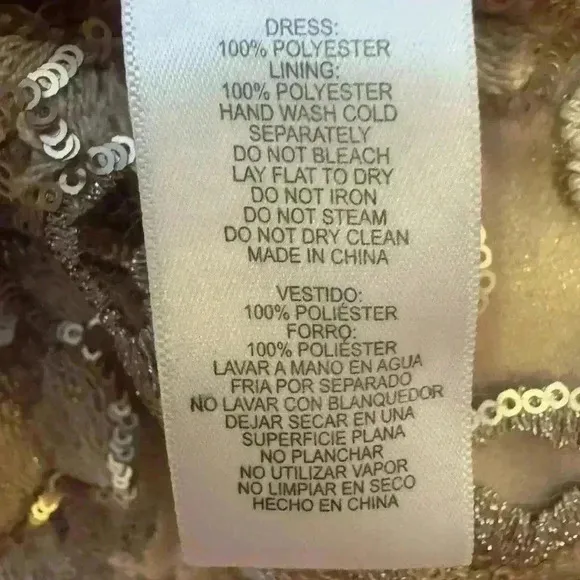 DRESS:
100% POLYESTER
LINING:
100% POLYESTER
HAND WASH COLD
SEPARATELY
DO NOT BLEACH
LAY FLAT TO DRY
DO NOT IRON
DO NOT STEAM
DO NOT DRY CLEAN
MADE IN CHINA
VESTIDO:
100% POLIÉSTER
FORRO:
100% POLIÉSTER
LAVAR A MANO EN AGUA
FRIA POR SEPARADO
NO LAVAR CON BLANQUEDOR
DEJAR SECAR EN UNA
SUPERFICIE PLANA
NO PLANCHAR
NO UTILIZAR VAPOR
NO LIMPIAR EN SECO
HECHO EN CHINA